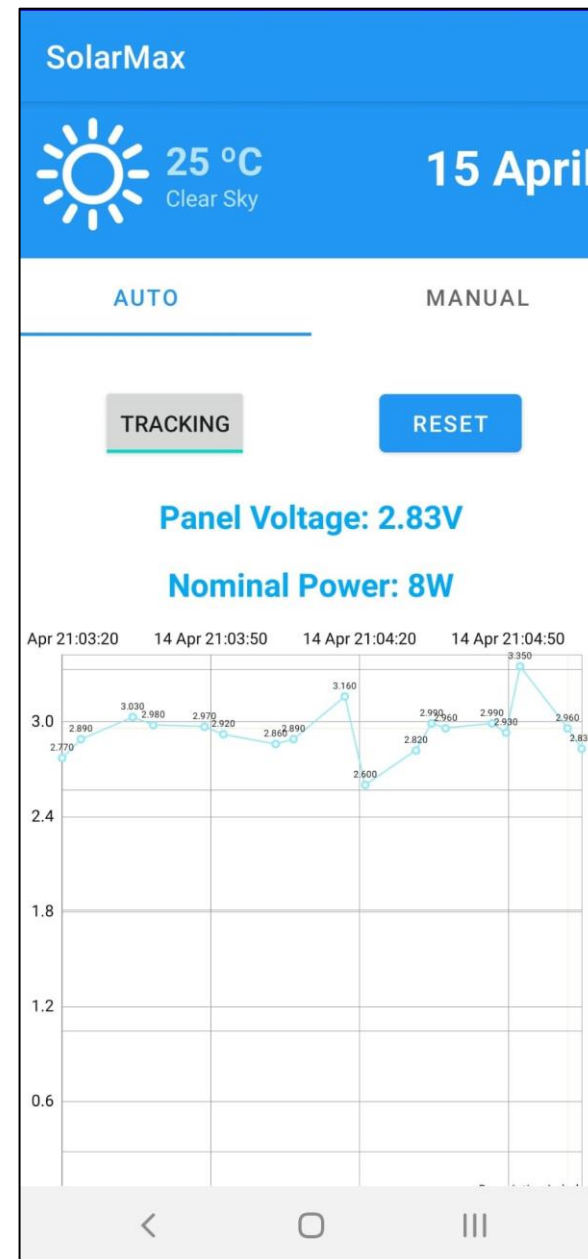 SolarMax
25 ºC
Clear Sky
15 April
AUTO
MANUAL
TRACKING
RESET
Panel Voltage: 2.83V
Nominal Power: 8W
Apr 21:03:20 14 Apr 21:03:50 14 Apr 21:04:20 14 Apr 21:04:50
3.0
2.4
1.8
1.2
0.6
2.770 2.890 3.030 2.980 2.970 2.920 2.860 2.890 3.160 2.600 2.820 2.990 2.960 2.990 2.930 3.350 2.960 2.83